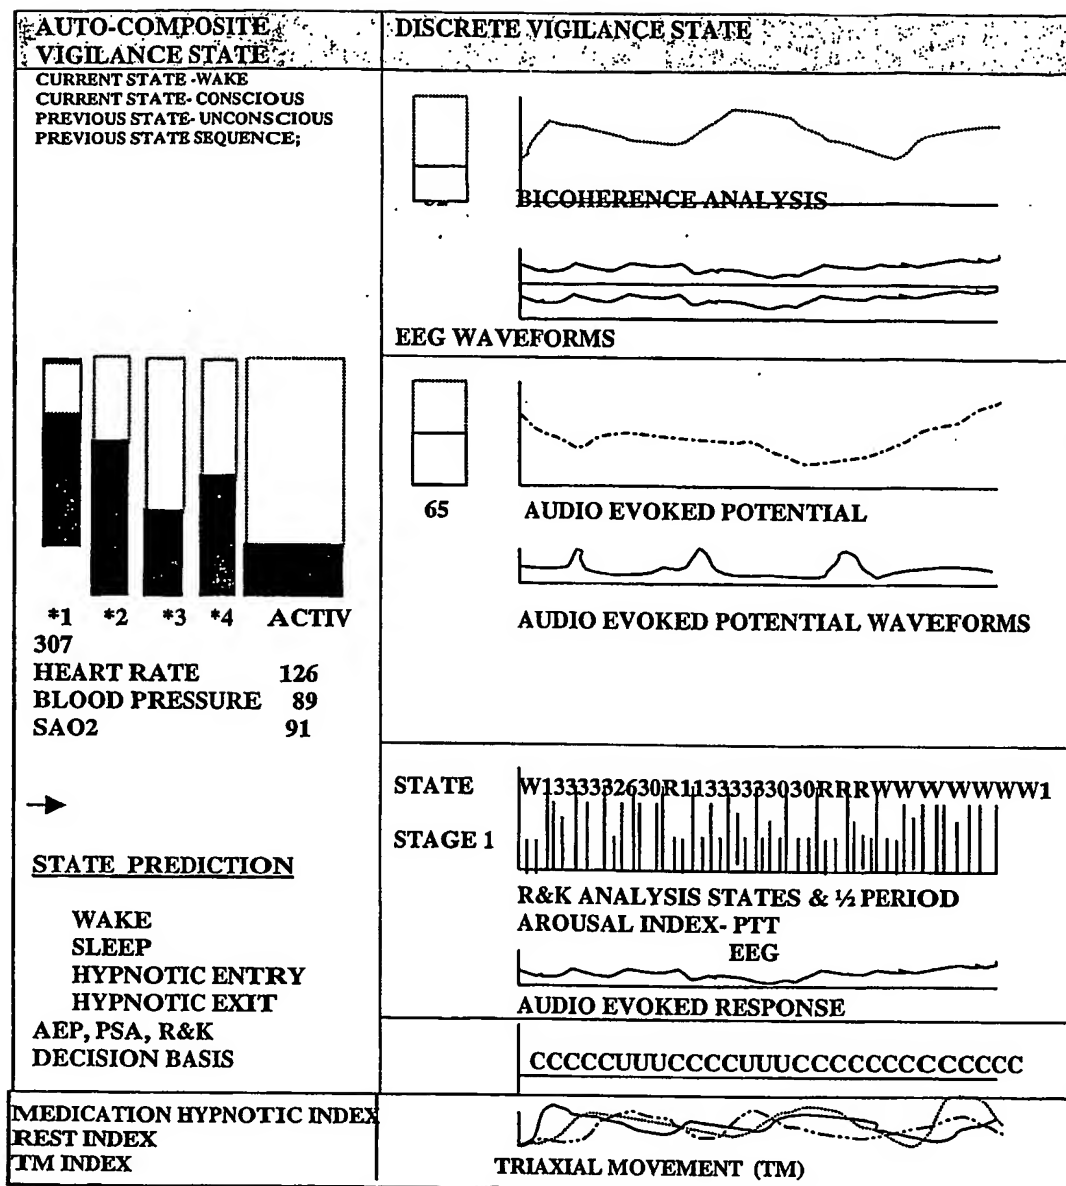 AUTO-COMPOSITE
VIGILANCE STATE
CURRENT STATE -WAKE
CURRENT STATE- CONSCIOUS
PREVIOUS STATE- UNCONSCIOUS
PREVIOUS STATE SEQUENCE;
*1 *2 *3 *4 ACTIV
307
HEART RATE 126
BLOOD PRESSURE 89
SAO2 91
STATE PREDICTION
WAKE
SLEEP
HYPNOTIC ENTRY
HYPNOTIC EXIT
AEP, PSA, R&K
DECISION BASIS
MEDICATION HYPNOTIC INDEX
REST INDEX
TM INDEX
DISCRETE VIGILANCE STATE
BICOHERENCE ANALYSIS
EEG WAVEFORMS
65 AUDIO EVOKED POTENTIAL
AUDIO EVOKED POTENTIAL WAVEFORMS
STATE W1333332630R11333333030RRRWWWWWWWW1
STAGE 1
R&K ANALYSIS STATES & ½ PERIOD
AROUSAL INDEX- PTT
EEG
AUDIO EVOKED RESPONSE
CCCCCUUUCCCCUUUCCCCCCCCCCCCCC
TRIAXIAL MOVEMENT (TM)